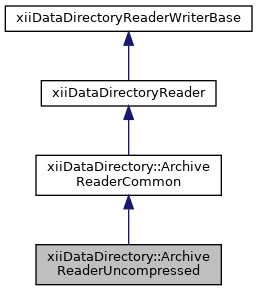 xiiDataDirectoryReaderWriterBase
xiiDataDirectoryReader
xiiDataDirectory::Archive
ReaderCommon
xiiDataDirectory::Archive
ReaderUncompressed